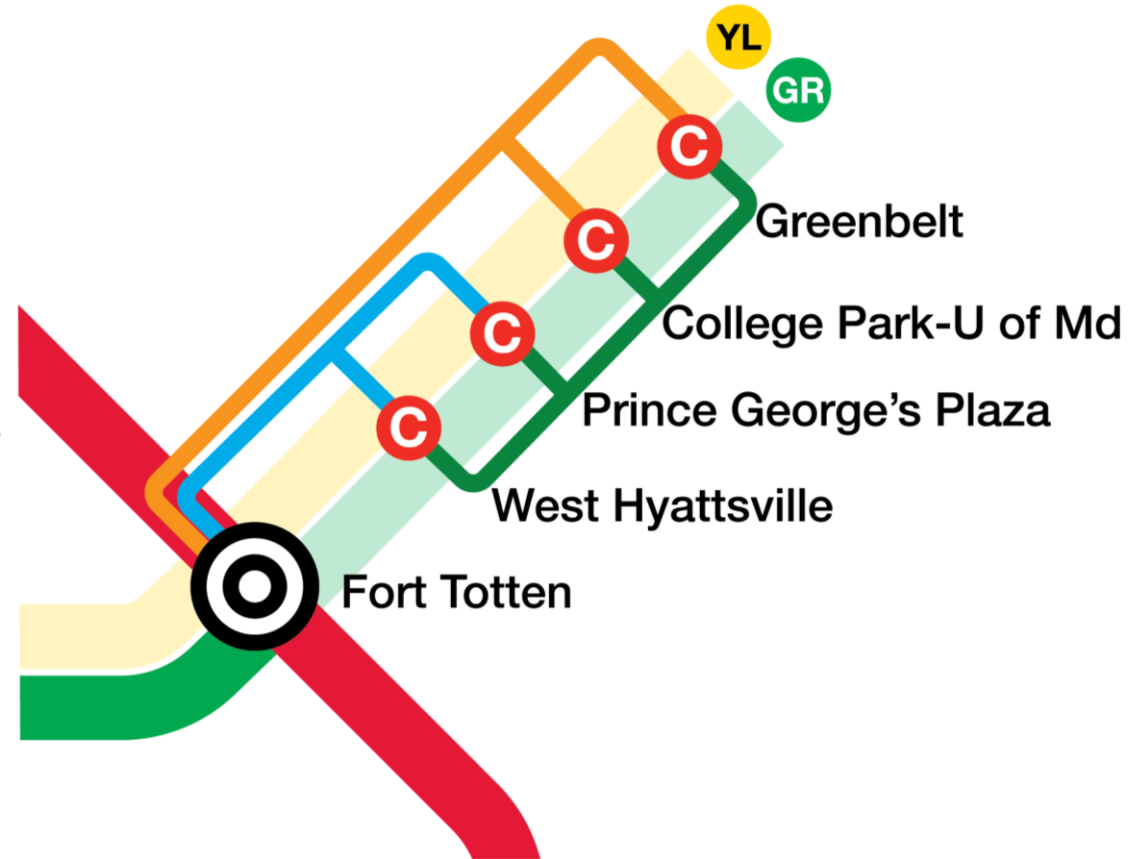 YL
GR
C
Greenbelt
C
College Park-U of Md
C
Prince George’s Plaza
C
West Hyattsville
Fort Totten